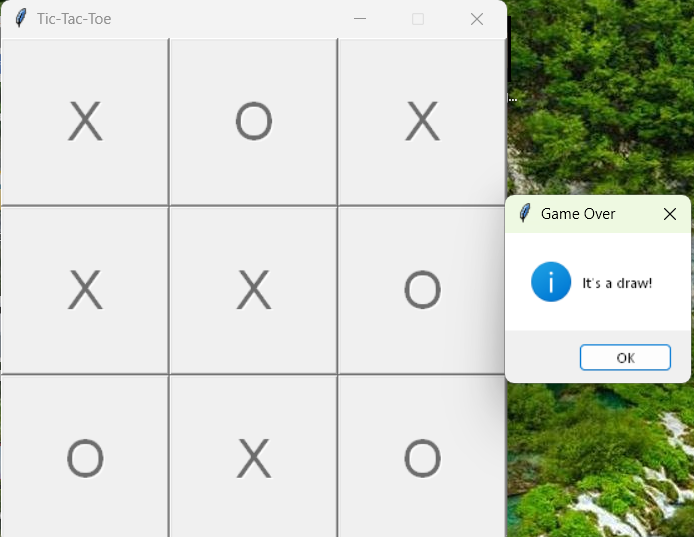 Tic-Tac-Toe
X O X
X X O
O X O
...
Game Over
i It's a draw!
OK